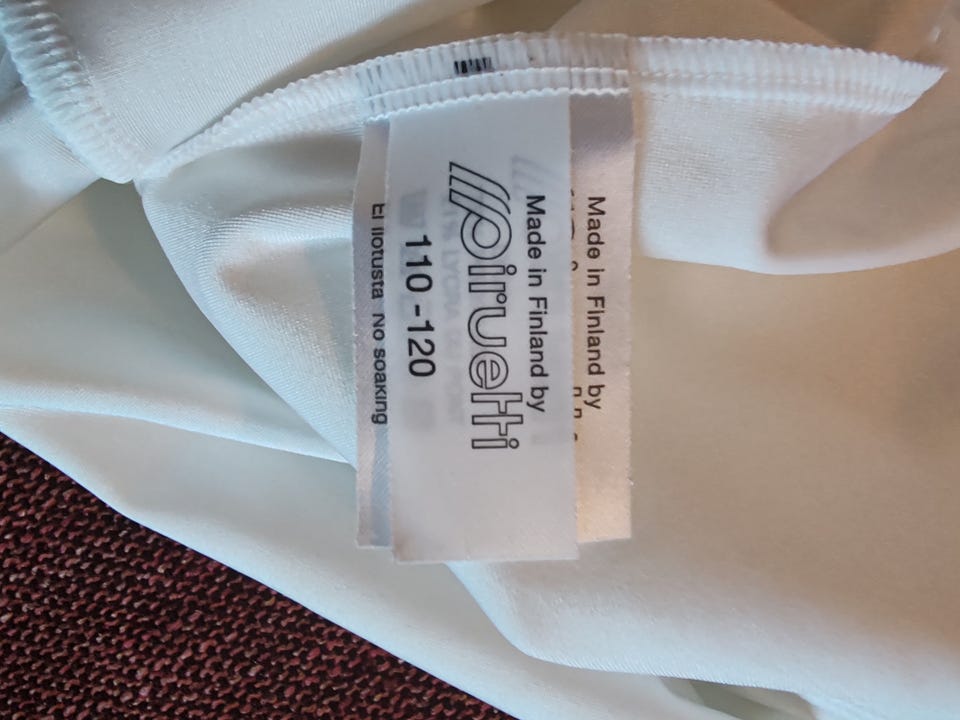 Made in Finland by
Made in Finland by
piruetti
110 -120
Ei liotusta No soaking